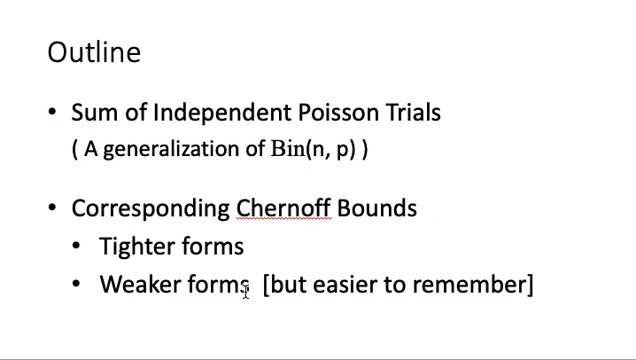 Outline
• Sum of Independent Poisson Trials
( A generalization of Bin(n, p) )
• Corresponding Chernoff Bounds
• Tighter forms
• Weaker forms [but easier to remember]